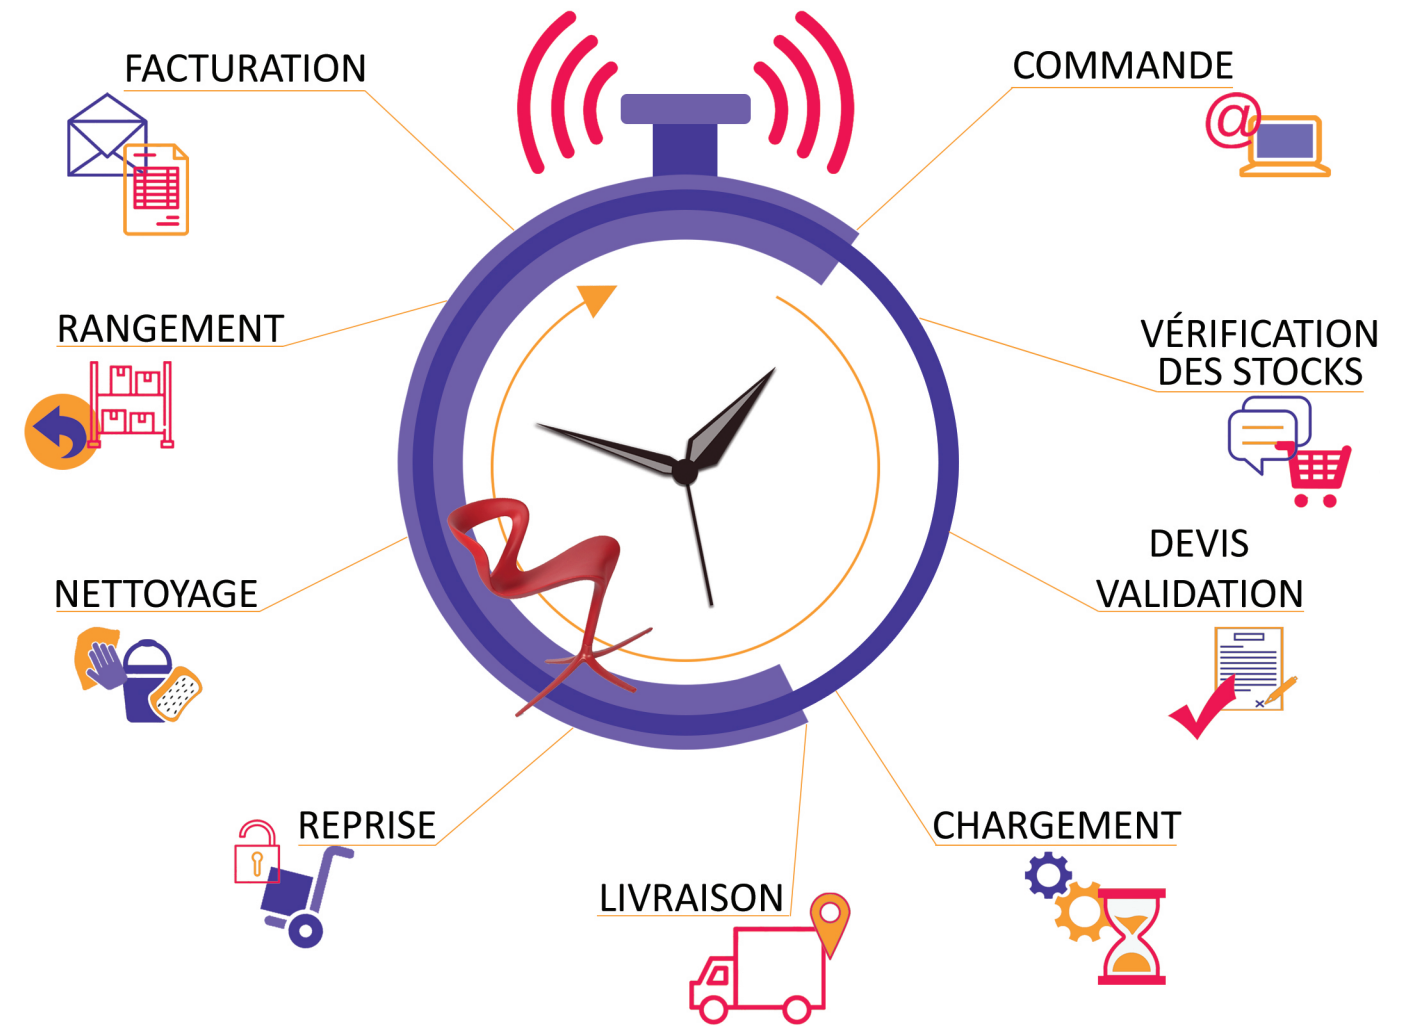 COMMANDE
VÉRIFICATION
DES STOCKS
DEVIS
VALIDATION
CHARGEMENT
LIVRAISON
REPRISE
NETTOYAGE
RANGEMENT
FACTURATION
@